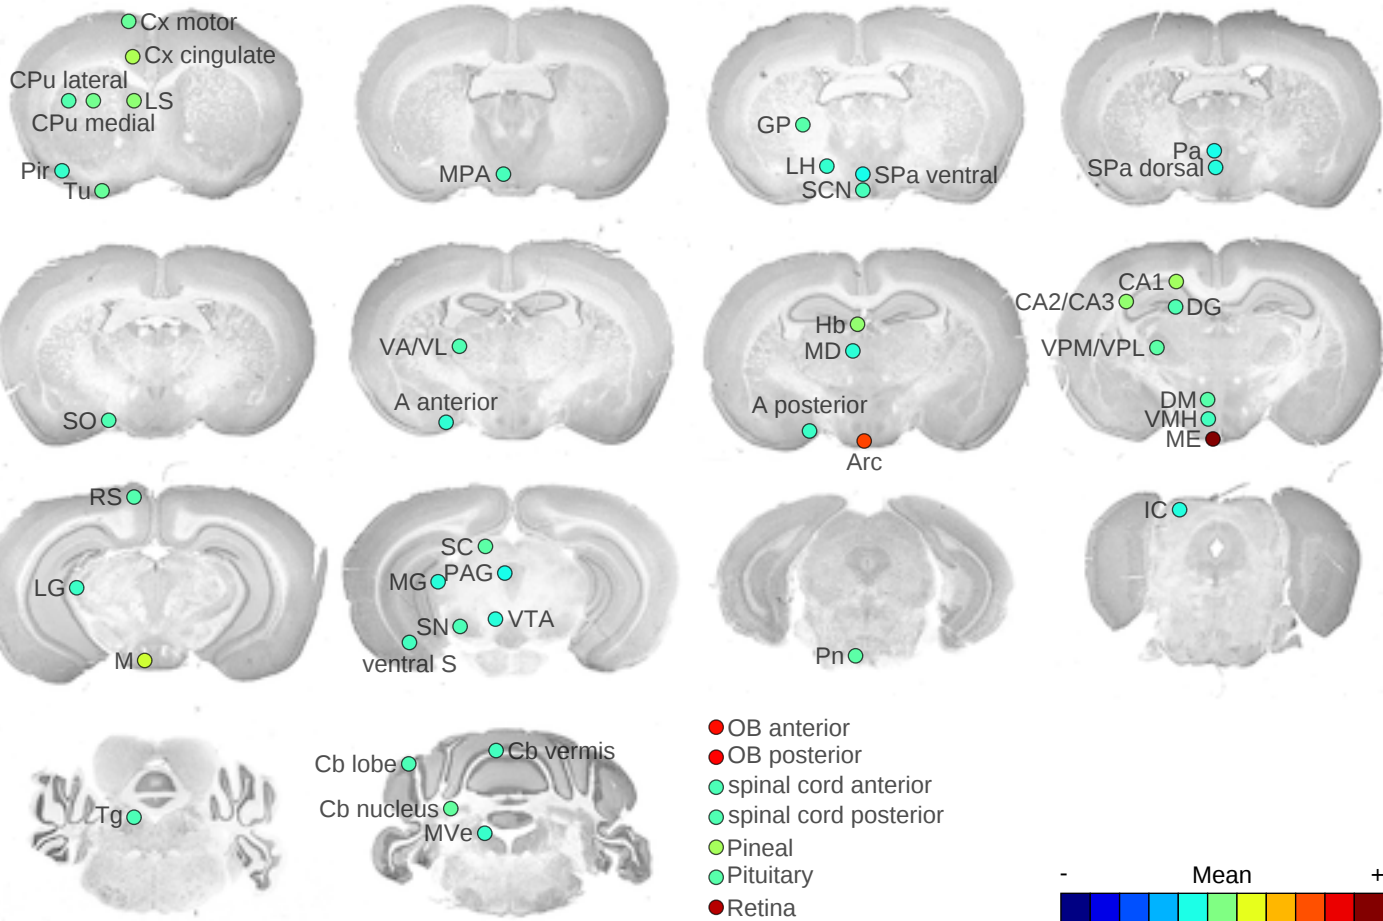 Cx motor
Cx cingulate
CPu lateral
LS
CPu medial
Pir
Tu
MPA
GP
LH
SPa ventral
SCN
Pa
SPa dorsal
SO
VA/VL
A anterior
Hb
MD
A posterior
Arc
CA1
CA2/CA3
DG
VPM/VPL
DM
VMH
ME
RS
LG
M
SC
MG
PAG
SN
VTA
ventral S
Pn
IC
Tg
Cb lobe
Cb vermis
Cb nucleus
MVe
OB anterior
OB posterior
spinal cord anterior
spinal cord posterior
Pineal
Pituitary
Retina
- Mean +